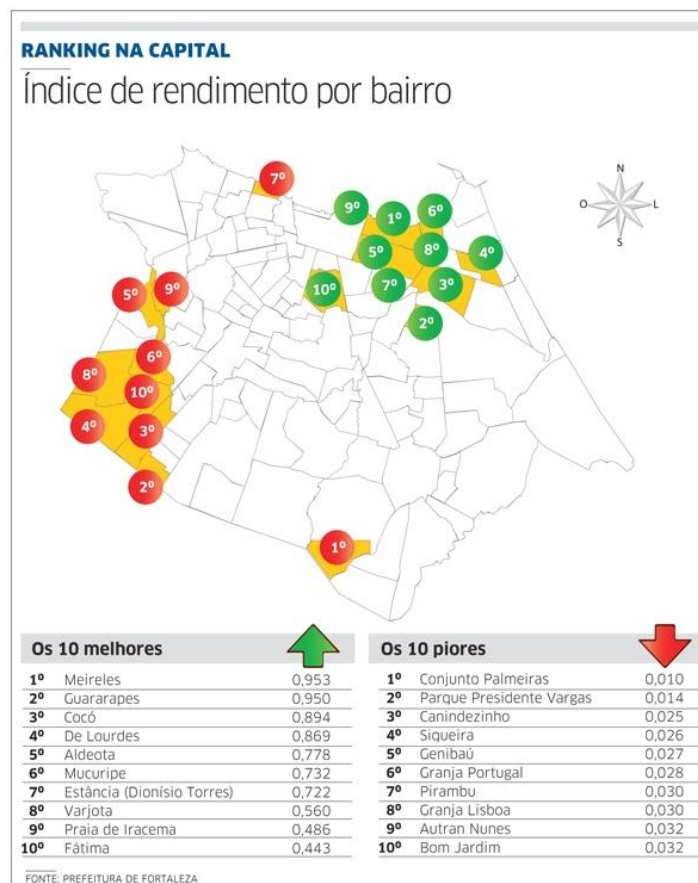 RANKING NA CAPITAL
Índice de rendimento por bairro
N
O
L
S
7º
9º
1º
6º
5º
8º
4º
10º
7º
3º
2º
5º
9º
6º
8º
10º
4º
3º
2º
1º
Os 10 melhores
1º Meireles 0,953
2º Guararapes 0,950
3º Cocó 0,894
4º De Lourdes 0,869
5º Aldeota 0,778
6º Mucuripe 0,732
7º Estância (Dionísio Torres) 0,722
8º Varjota 0,560
9º Praia de Iracema 0,486
10º Fátima 0,443
Os 10 piores
1º Conjunto Palmeiras 0,010
2º Parque Presidente Vargas 0,014
3º Canindezinho 0,025
4º Siqueira 0,026
5º Genibaú 0,027
6º Granja Portugal 0,028
7º Pirambu 0,030
8º Granja Lisboa 0,030
9º Autran Nunes 0,032
10º Bom Jardim 0,032
FONTE: PREFEITURA DE FORTALEZA